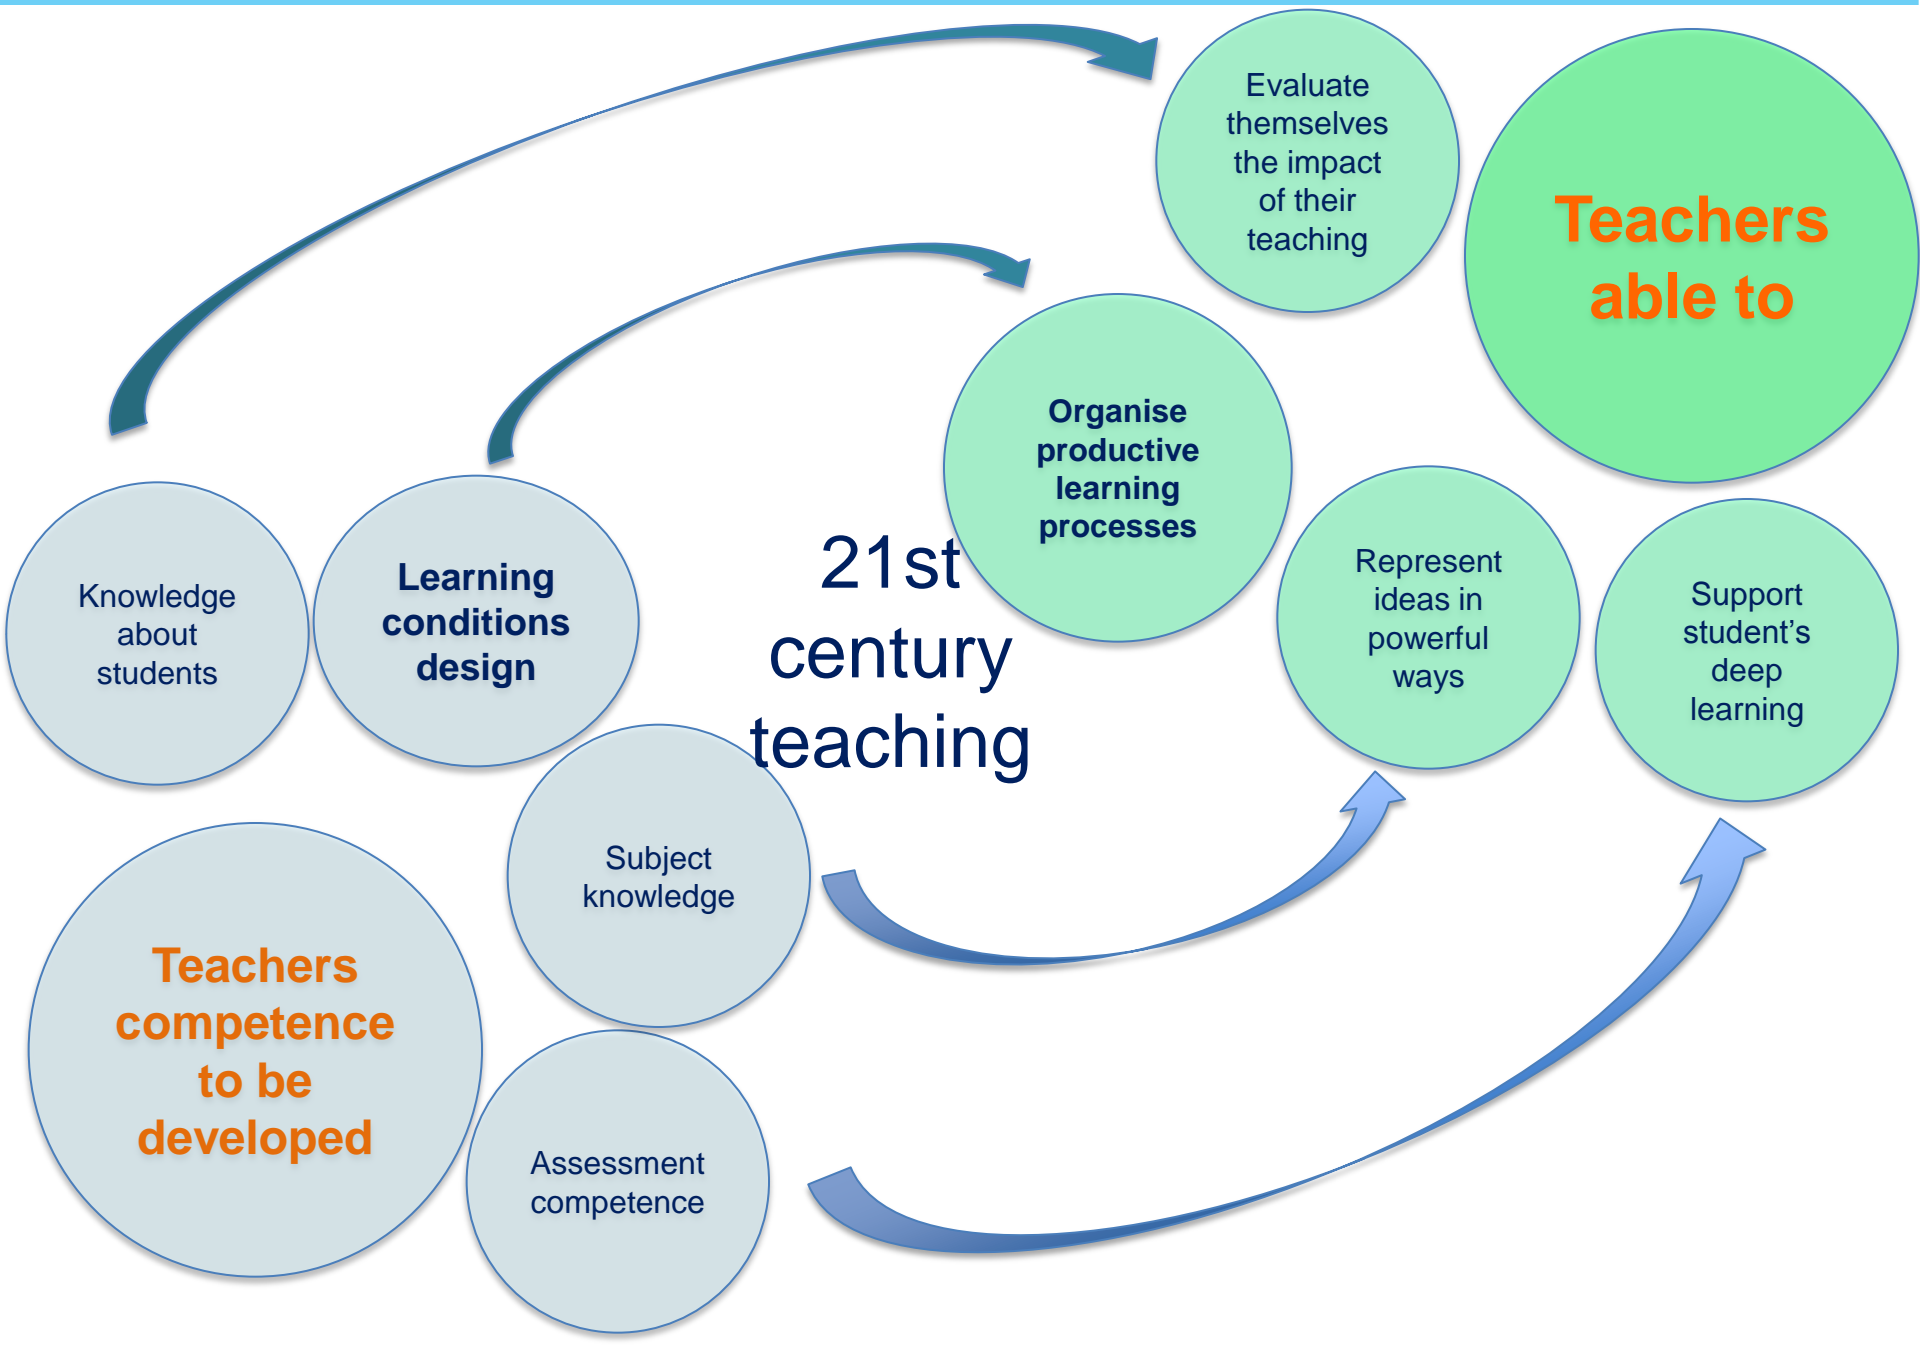 Evaluate
themselves
the impact
of their
teaching
Teachers
able to
Organise
productive
learning
processes
Knowledge
about
students
Learning
conditions
design
21st
century
teaching
Represent
ideas in
powerful
ways
Support
student’s
deep
learning
Subject
knowledge
Teachers
competence
to be
developed
Assessment
competence